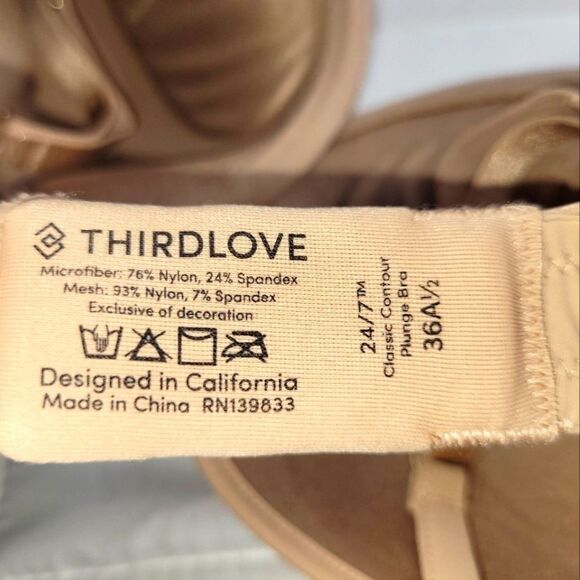 THIRDLOVE
Microfiber: 76% Nylon, 24% Spandex
Mesh: 93% Nylon, 7% Spandex
Exclusive of decoration
Designed in California
Made in China RN139833
24/7™
Classic Contour
Plunge Bra
36A½